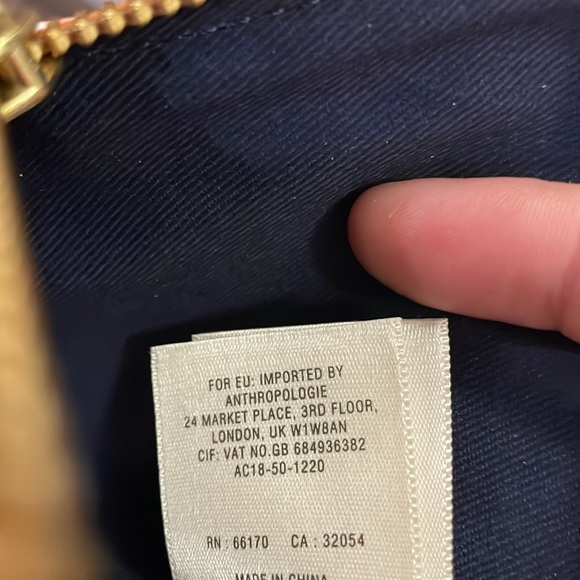 FOR EU: IMPORTED BY
ANTHROPOLOGIE
24 MARKET PLACE, 3RD FLOOR,
LONDON, UK W1W8AN
CIF: VAT NO.GB 684936382
AC18-50-1220
RN : 66170 CA : 32054
MADE IN CHINA